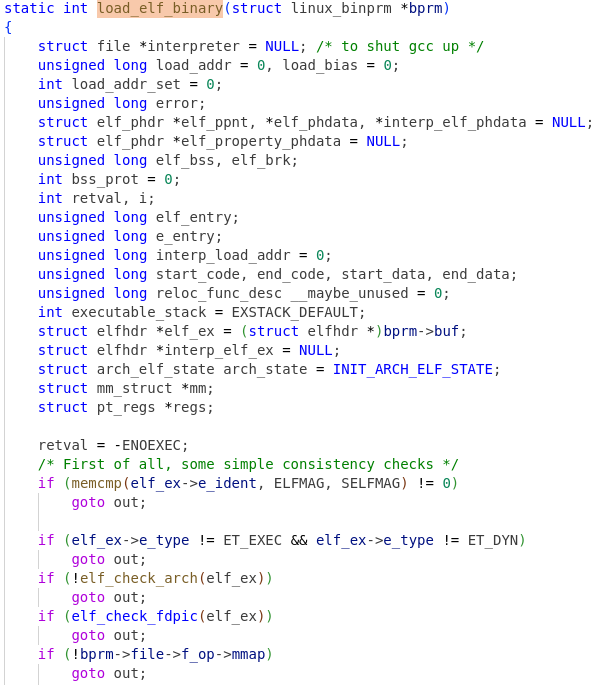 static int load_elf_binary(struct linux_binprm *bprm)
{
    struct file *interpreter = NULL; /* to shut gcc up */
    unsigned long load_addr = 0, load_bias = 0;
    int load_addr_set = 0;
    unsigned long error;
    struct elf_phdr *elf_ppnt, *elf_phdata, *interp_elf_phdata = NULL;
    struct elf_phdr *elf_property_phdata = NULL;
    unsigned long elf_bss, elf_brk;
    int bss_prot = 0;
    int retval, i;
    unsigned long elf_entry;
    unsigned long e_entry;
    unsigned long interp_load_addr = 0;
    unsigned long start_code, end_code, start_data, end_data;
    unsigned long reloc_func_desc __maybe_unused = 0;
    int executable_stack = EXSTACK_DEFAULT;
    struct elfhdr *elf_ex = (struct elfhdr *)bprm->buf;
    struct elfhdr *interp_elf_ex = NULL;
    struct arch_elf_state arch_state = INIT_ARCH_ELF_STATE;
    struct mm_struct *mm;
    struct pt_regs *regs;

    retval = -ENOEXEC;
    /* First of all, some simple consistency checks */
    if (memcmp(elf_ex->e_ident, ELFMAG, SELFMAG) != 0)
        goto out;

    if (elf_ex->e_type != ET_EXEC && elf_ex->e_type != ET_DYN)
        goto out;
    if (!elf_check_arch(elf_ex))
        goto out;
    if (elf_check_fdpic(elf_ex))
        goto out;
    if (!bprm->file->f_op->mmap)
        goto out;